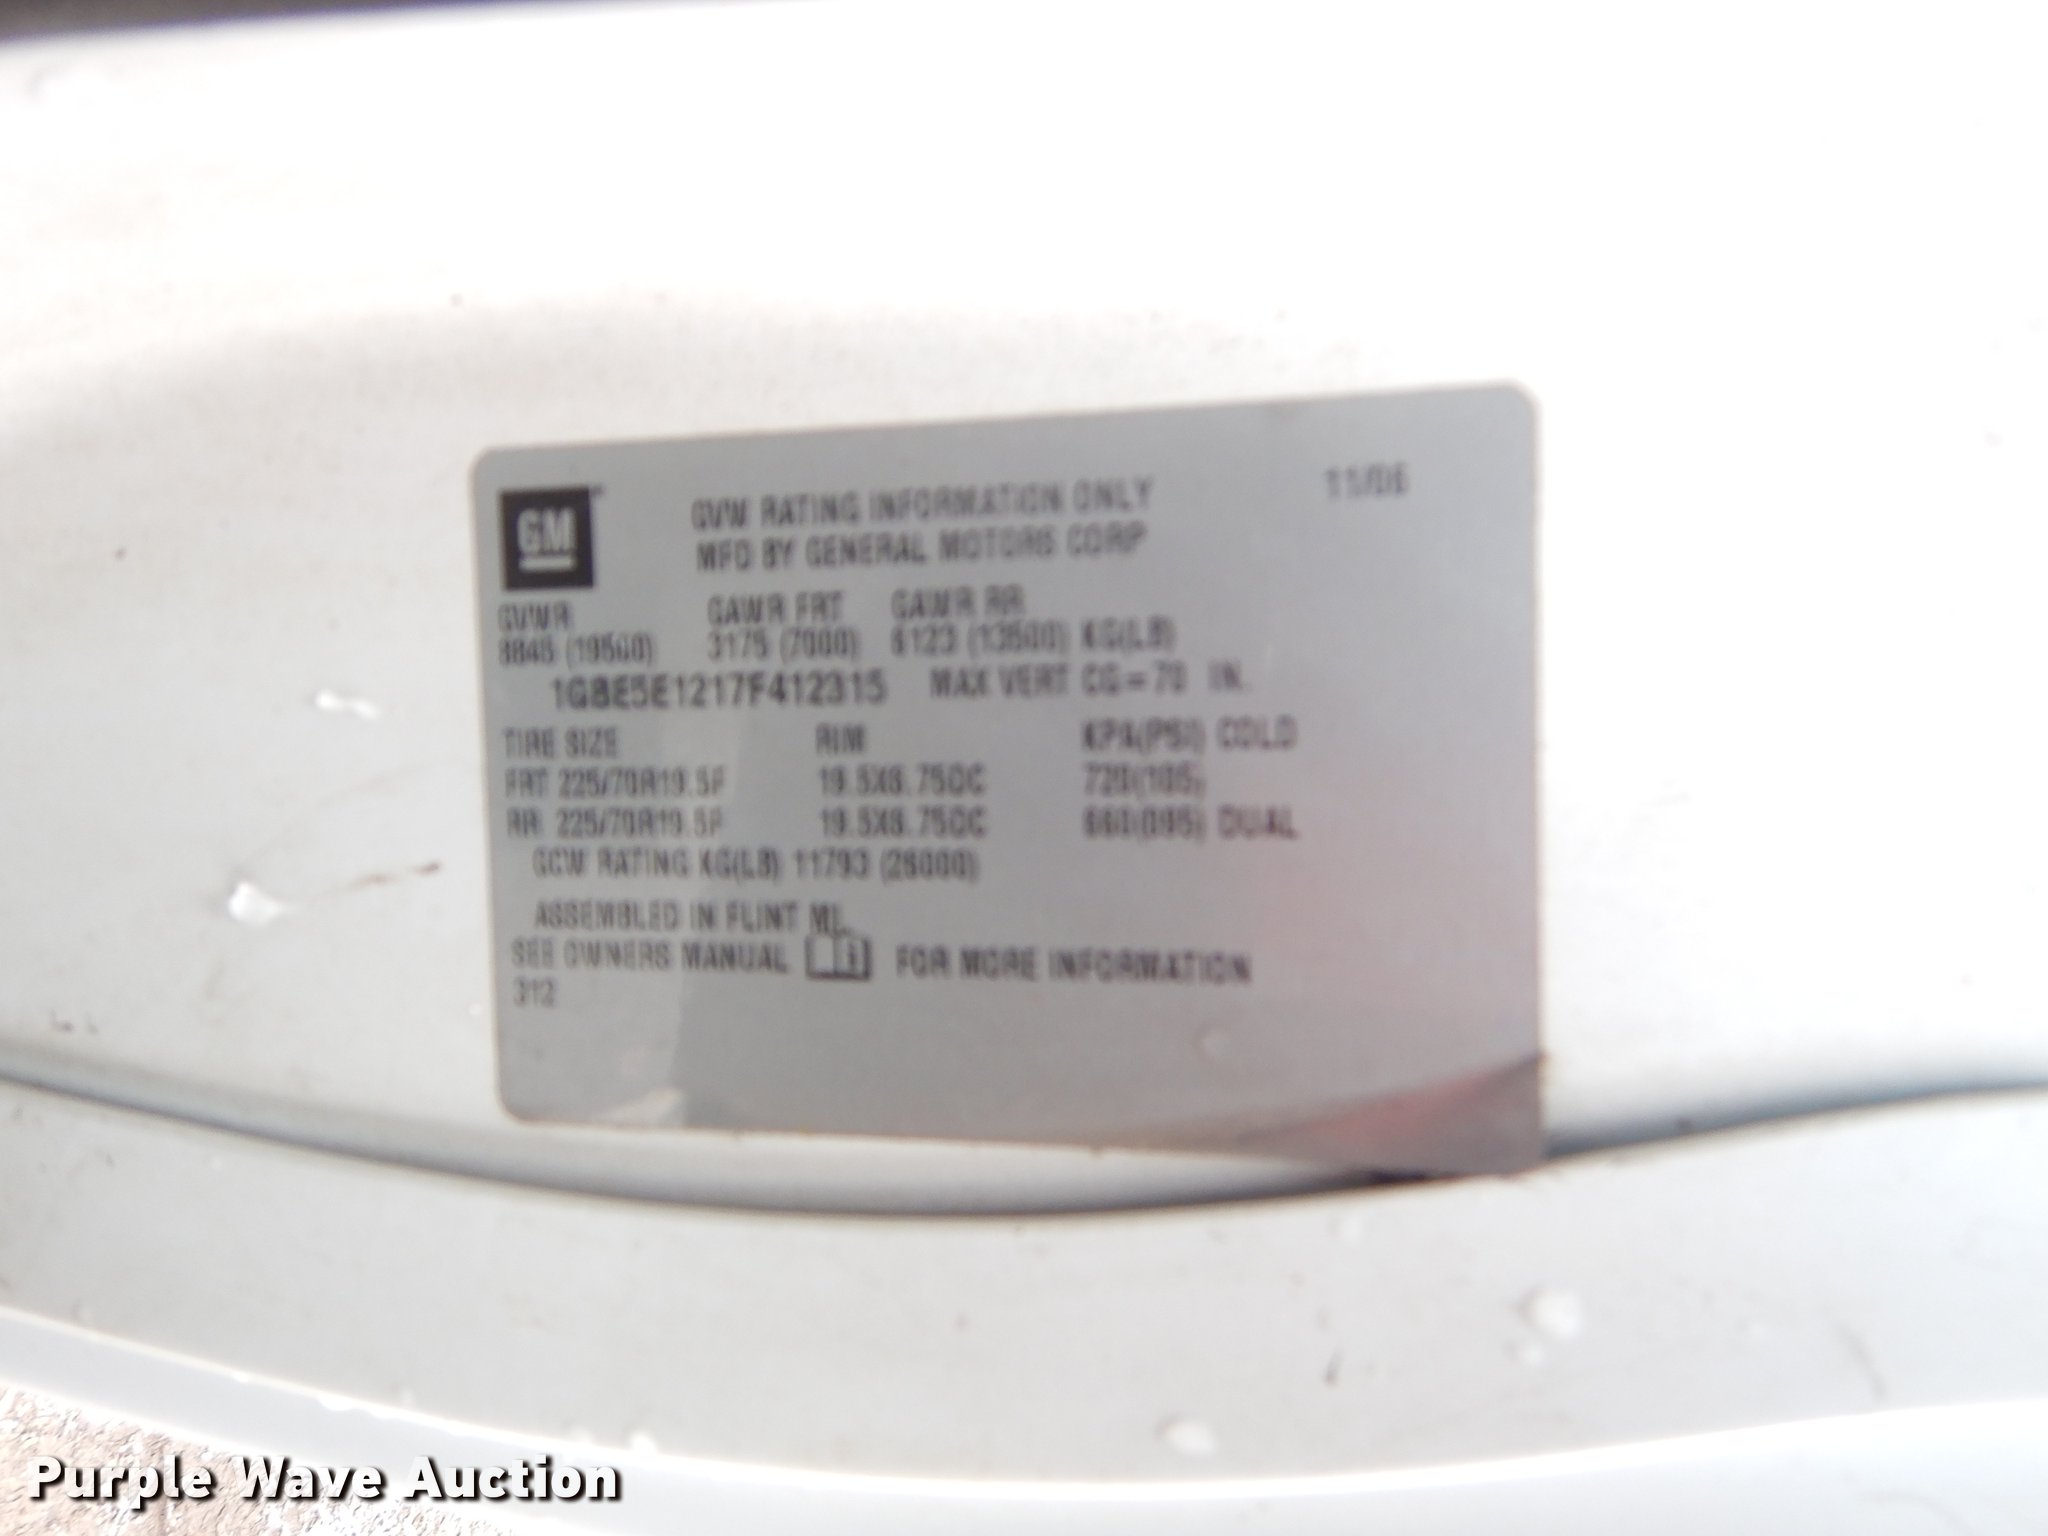 GM
GVW RATING INFORMATION ONLY
11/06
MFD BY GENERAL MOTORS CORP
GVWR GAWR FRT GAWR RR
8845 (19500) 3175 (7000) 6123 (13500) KG(LB)
1GBE5E1217F412315 MAX VERT CG=70 IN.
TIRE SIZE RIM KPA(PSI) COLD
FRT 225/70R19.5F 19.5X6.75DC 720(105)
RR 225/70R19.5F 19.5X6.75DC 660(095) DUAL
GCW RATING KG(LB) 11793 (26000)
ASSEMBLED IN FLINT MI.
SEE OWNERS MANUAL FOR MORE INFORMATION
312
Purple Wave Auction